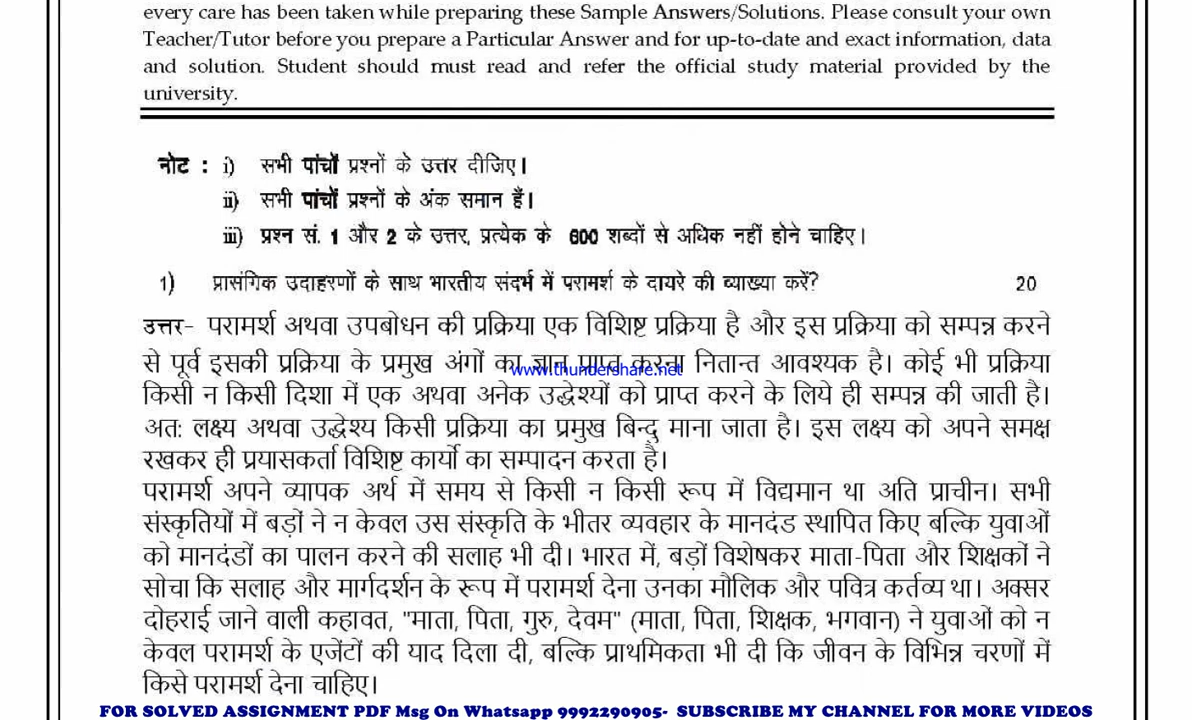 every care has been taken while preparing these Sample Answers/Solutions. Please consult your own
Teacher/Tutor before you prepare a Particular Answer and for up-to-date and exact information, data
and solution. Student should must read and refer the official study material provided by the
university.
नोट : i) सभी पांचों प्रश्नों के उत्तर दीजिए।
ii) सभी पांचों प्रश्नों के अंक समान हैं।
iii) प्रश्न सं. 1 और 2 के उत्तर, प्रत्येक के 600 शब्दों से अधिक नहीं होने चाहिए।
1) प्रासंगिक उदाहरणों के साथ भारतीय संदर्भ में परामर्श के दायरे की व्याख्या करें? 20
उत्तर- परामर्श अथवा उपबोधन की प्रक्रिया एक विशिष्ट प्रक्रिया है और इस प्रक्रिया को सम्पन्न करने
से पूर्व इसकी प्रक्रिया के प्रमुख अंगों का ज्ञान प्राप्त करना नितान्त आवश्यक है। कोई भी प्रक्रिया
www.thundershare.net
किसी न किसी दिशा में एक अथवा अनेक उद्धेश्यों को प्राप्त करने के लिये ही सम्पन्न की जाती है।
अत: लक्ष्य अथवा उद्धेश्य किसी प्रक्रिया का प्रमुख बिन्दु माना जाता है। इस लक्ष्य को अपने समक्ष
रखकर ही प्रयासकर्ता विशिष्ट कार्यो का सम्पादन करता है।
परामर्श अपने व्यापक अर्थ में समय से किसी न किसी रूप में विद्यमान था अति प्राचीन। सभी
संस्कृतियों में बड़ों ने न केवल उस संस्कृति के भीतर व्यवहार के मानदंड स्थापित किए बल्कि युवाओं
को मानदंडों का पालन करने की सलाह भी दी। भारत में, बड़ों विशेषकर माता-पिता और शिक्षकों ने
सोचा कि सलाह और मार्गदर्शन के रूप में परामर्श देना उनका मौलिक और पवित्र कर्तव्य था। अक्सर
दोहराई जाने वाली कहावत, "माता, पिता, गुरु, देवम" (माता, पिता, शिक्षक, भगवान) ने युवाओं को न
केवल परामर्श के एजेंटों की याद दिला दी, बल्कि प्राथमिकता भी दी कि जीवन के विभिन्न चरणों में
किसे परामर्श देना चाहिए।
FOR SOLVED ASSIGNMENT PDF Msg On Whatsapp 9992290905- SUBSCRIBE MY CHANNEL FOR MORE VIDEOS